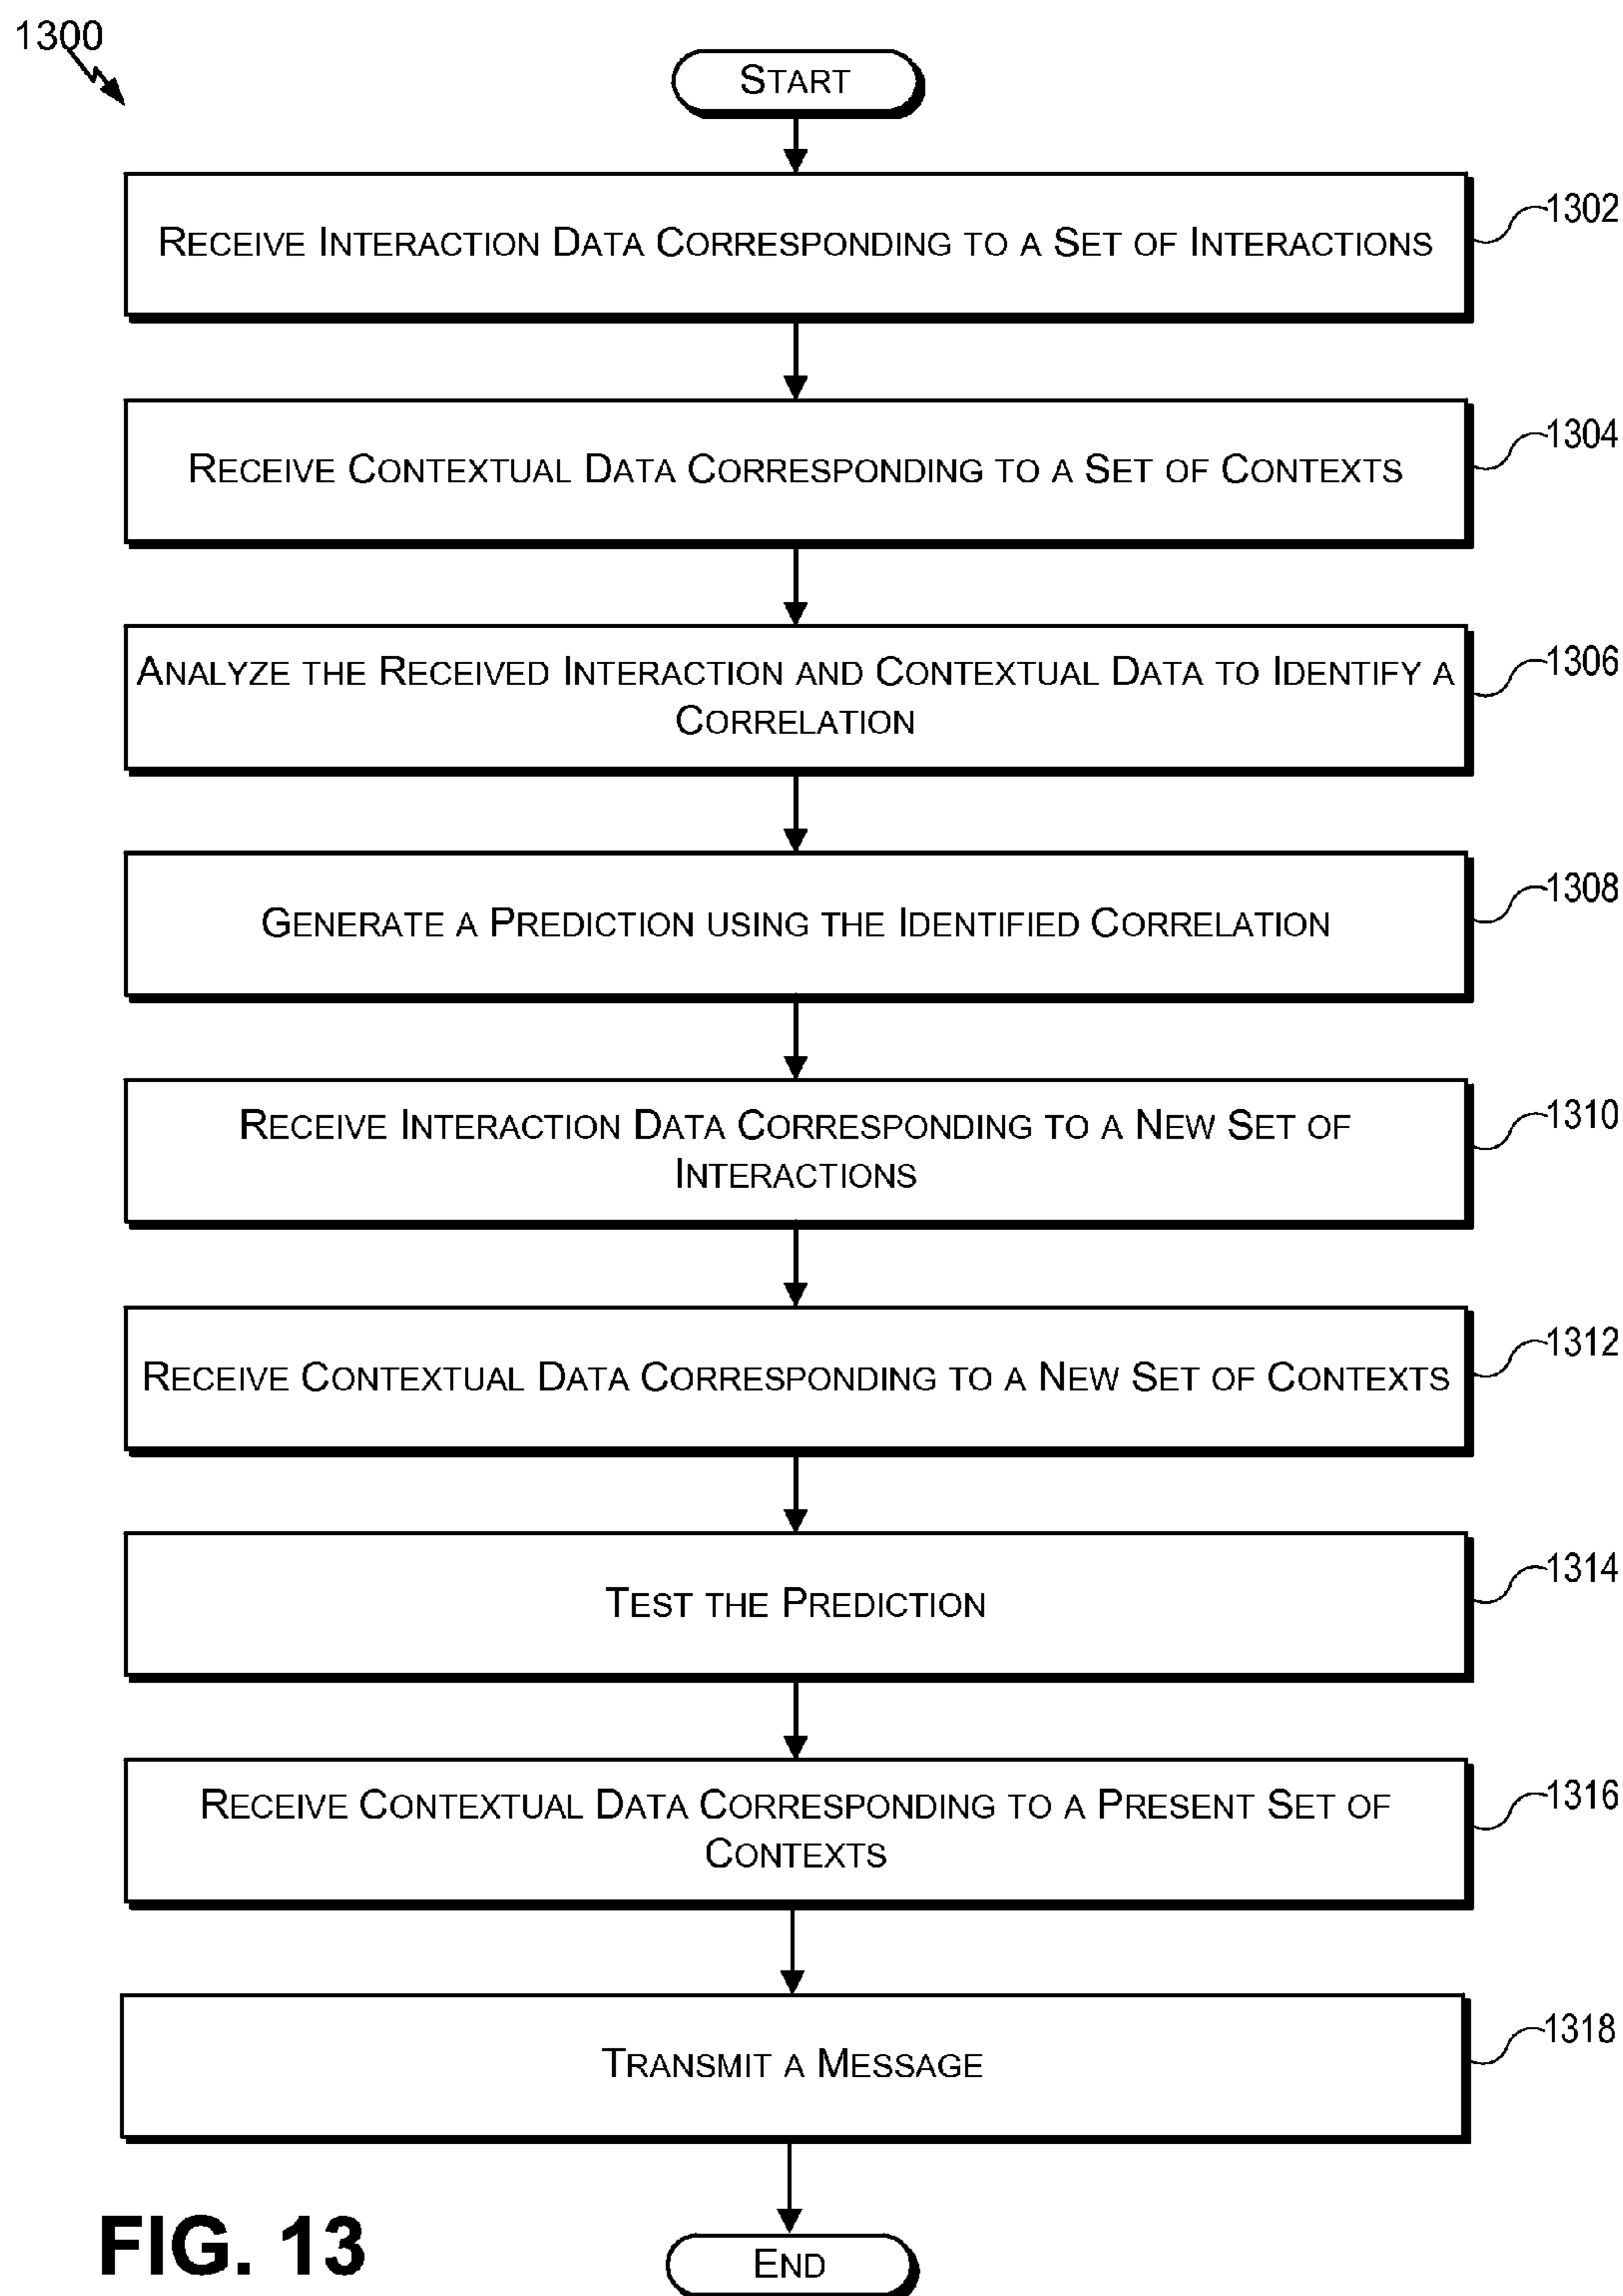 1300
START
RECEIVE INTERACTION DATA CORRESPONDING TO A SET OF INTERACTIONS
1302
RECEIVE CONTEXTUAL DATA CORRESPONDING TO A SET OF CONTEXTS
1304
ANALYZE THE RECEIVED INTERACTION AND CONTEXTUAL DATA TO IDENTIFY A
CORRELATION
1306
GENERATE A PREDICTION USING THE IDENTIFIED CORRELATION
1308
RECEIVE INTERACTION DATA CORRESPONDING TO A NEW SET OF
INTERACTIONS
1310
RECEIVE CONTEXTUAL DATA CORRESPONDING TO A NEW SET OF CONTEXTS
1312
TEST THE PREDICTION
1314
RECEIVE CONTEXTUAL DATA CORRESPONDING TO A PRESENT SET OF
CONTEXTS
1316
TRANSMIT A MESSAGE
1318
END
FIG. 13